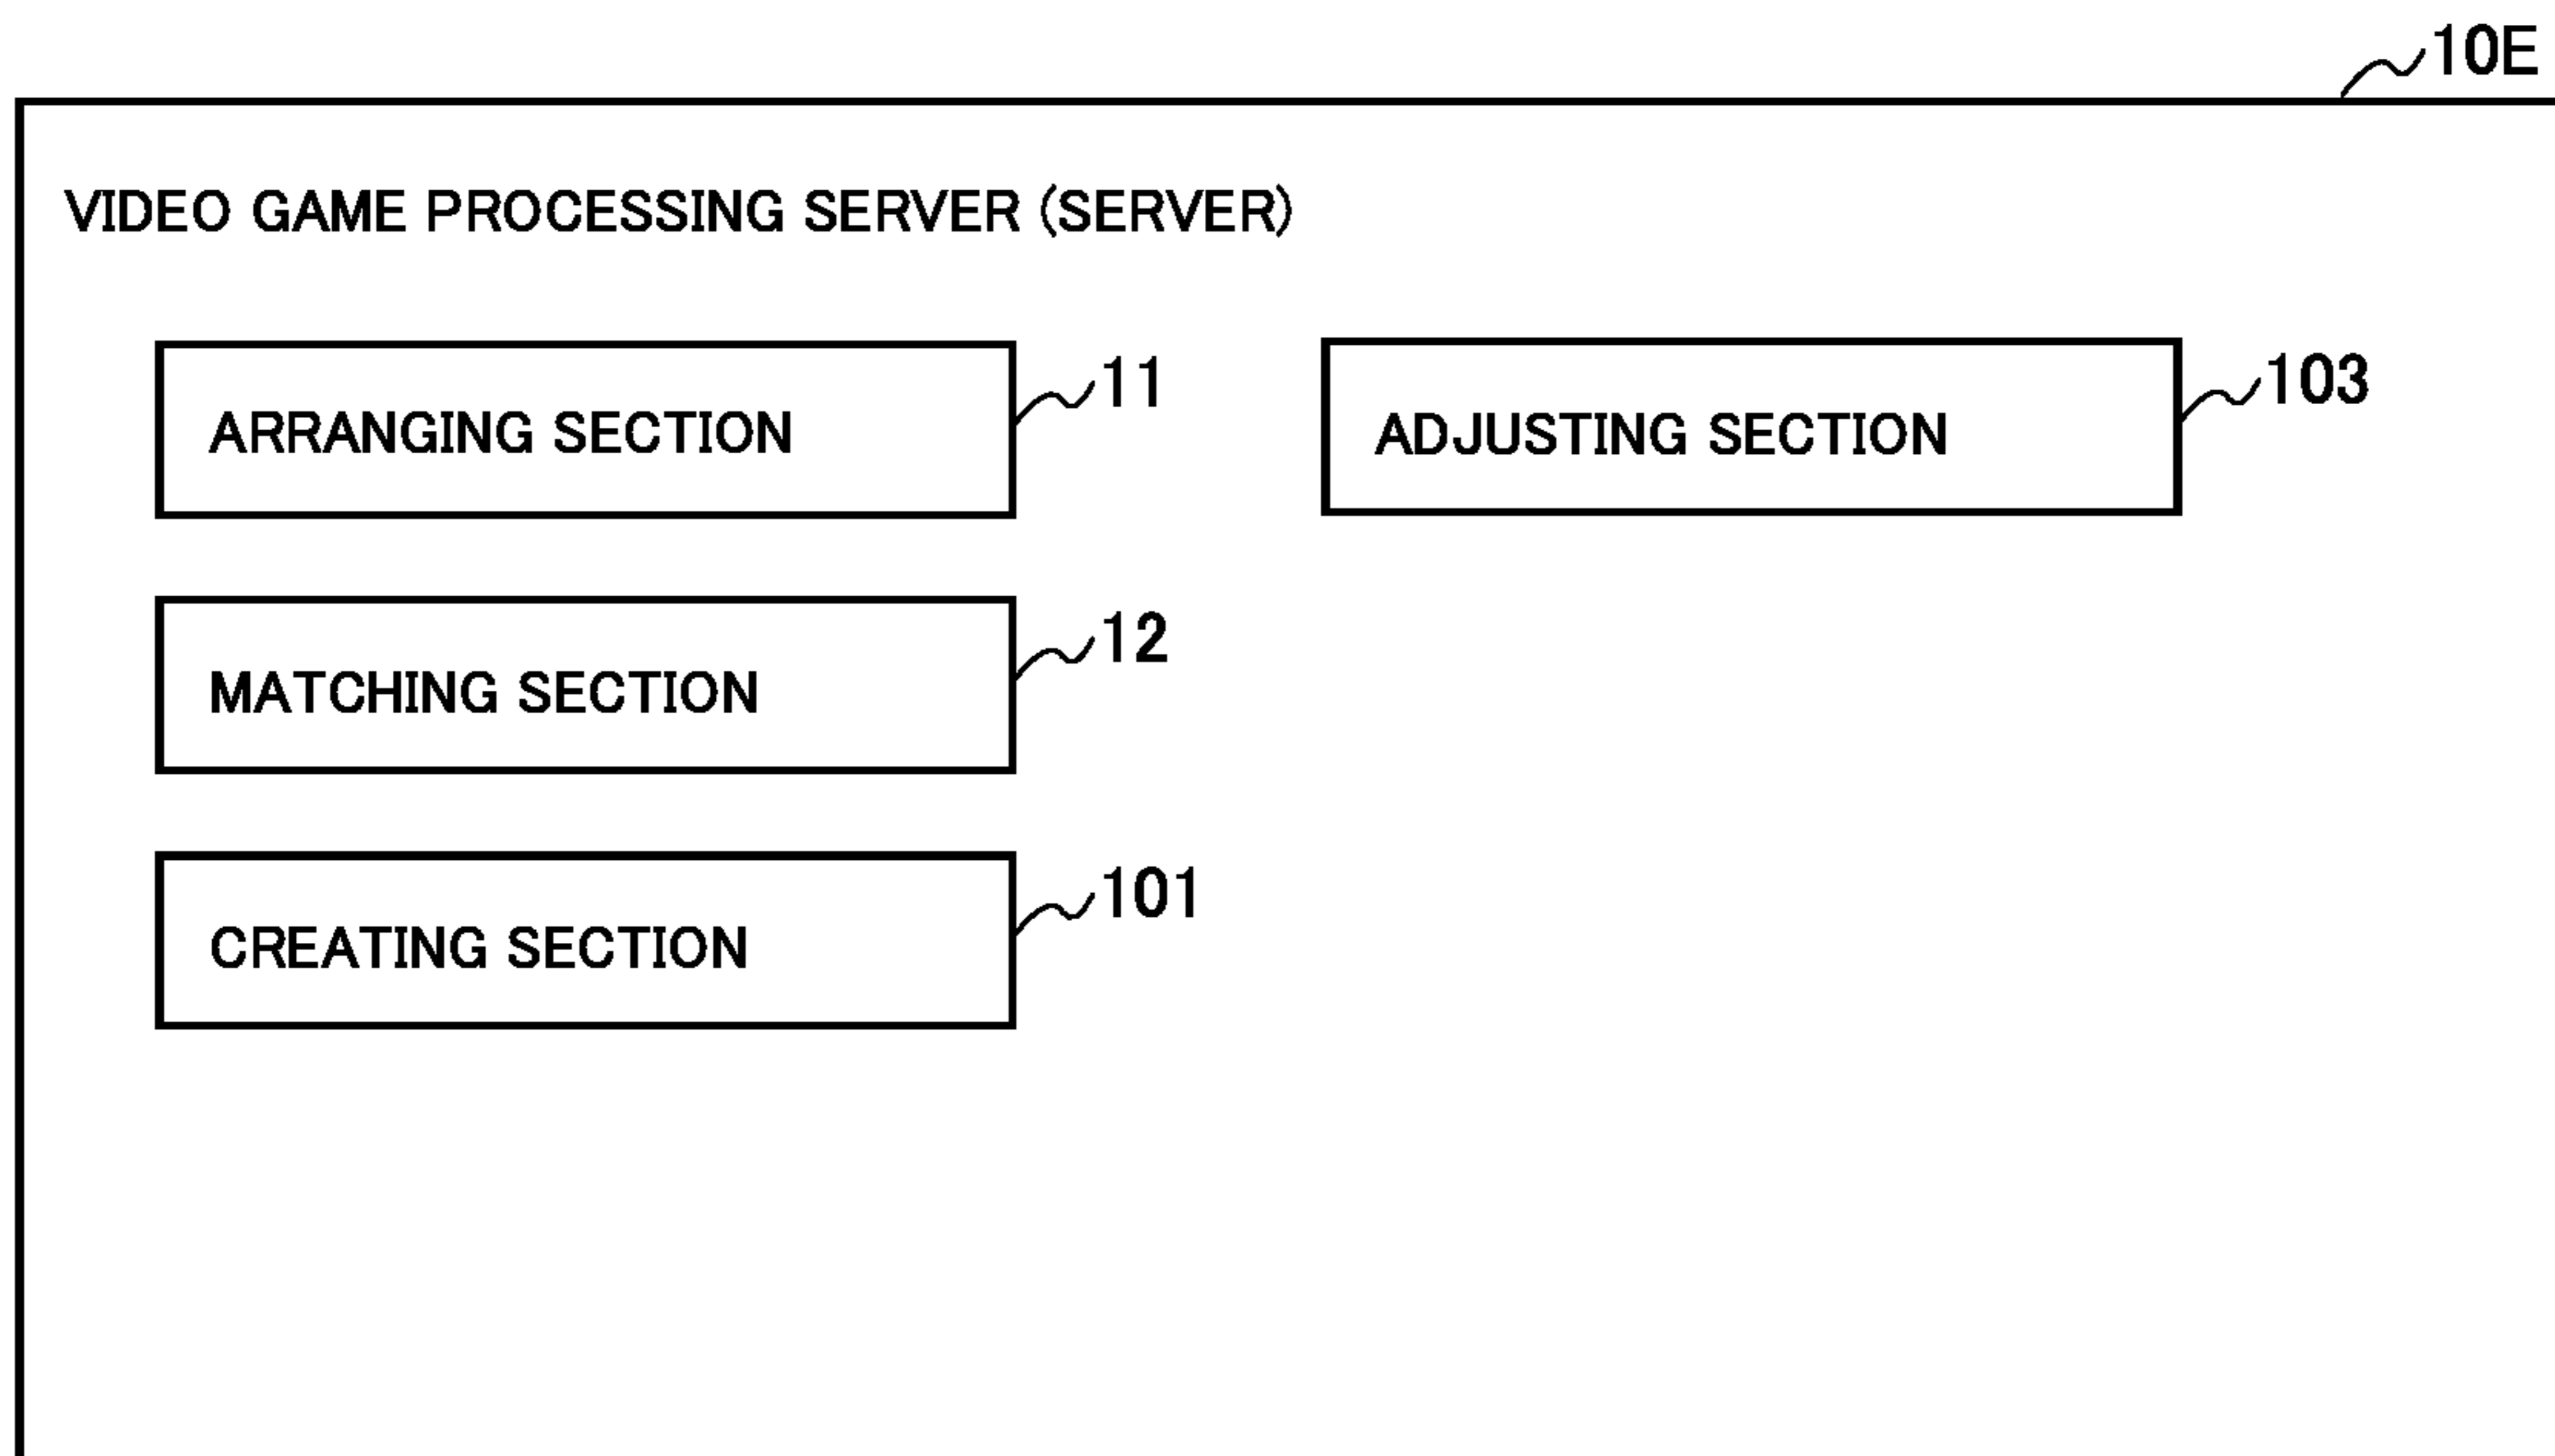 10E
VIDEO GAME PROCESSING SERVER (SERVER)
ARRANGING SECTION
11
ADJUSTING SECTION
103
MATCHING SECTION
12
CREATING SECTION
101